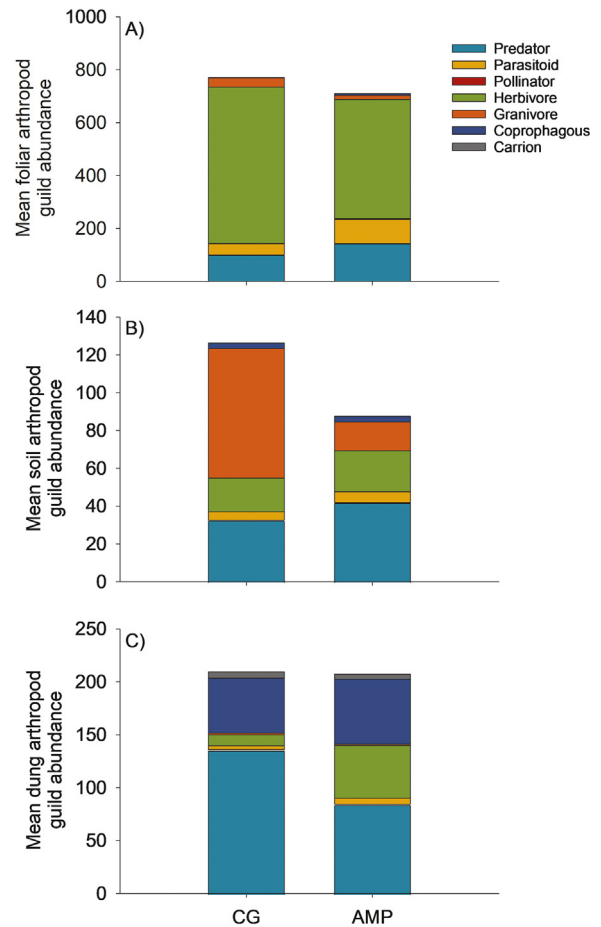 A)
Mean foliar arthropod
guild abundance
1000
800
600
400
200
0
Predator
Parasitoid
Pollinator
Herbivore
Granivore
Coprophagous
Carrion
B)
Mean soil arthropod
guild abundance
140
120
100
80
60
40
20
0
C)
Mean dung arthropod
guild abundance
250
200
150
100
50
0
CG
AMP